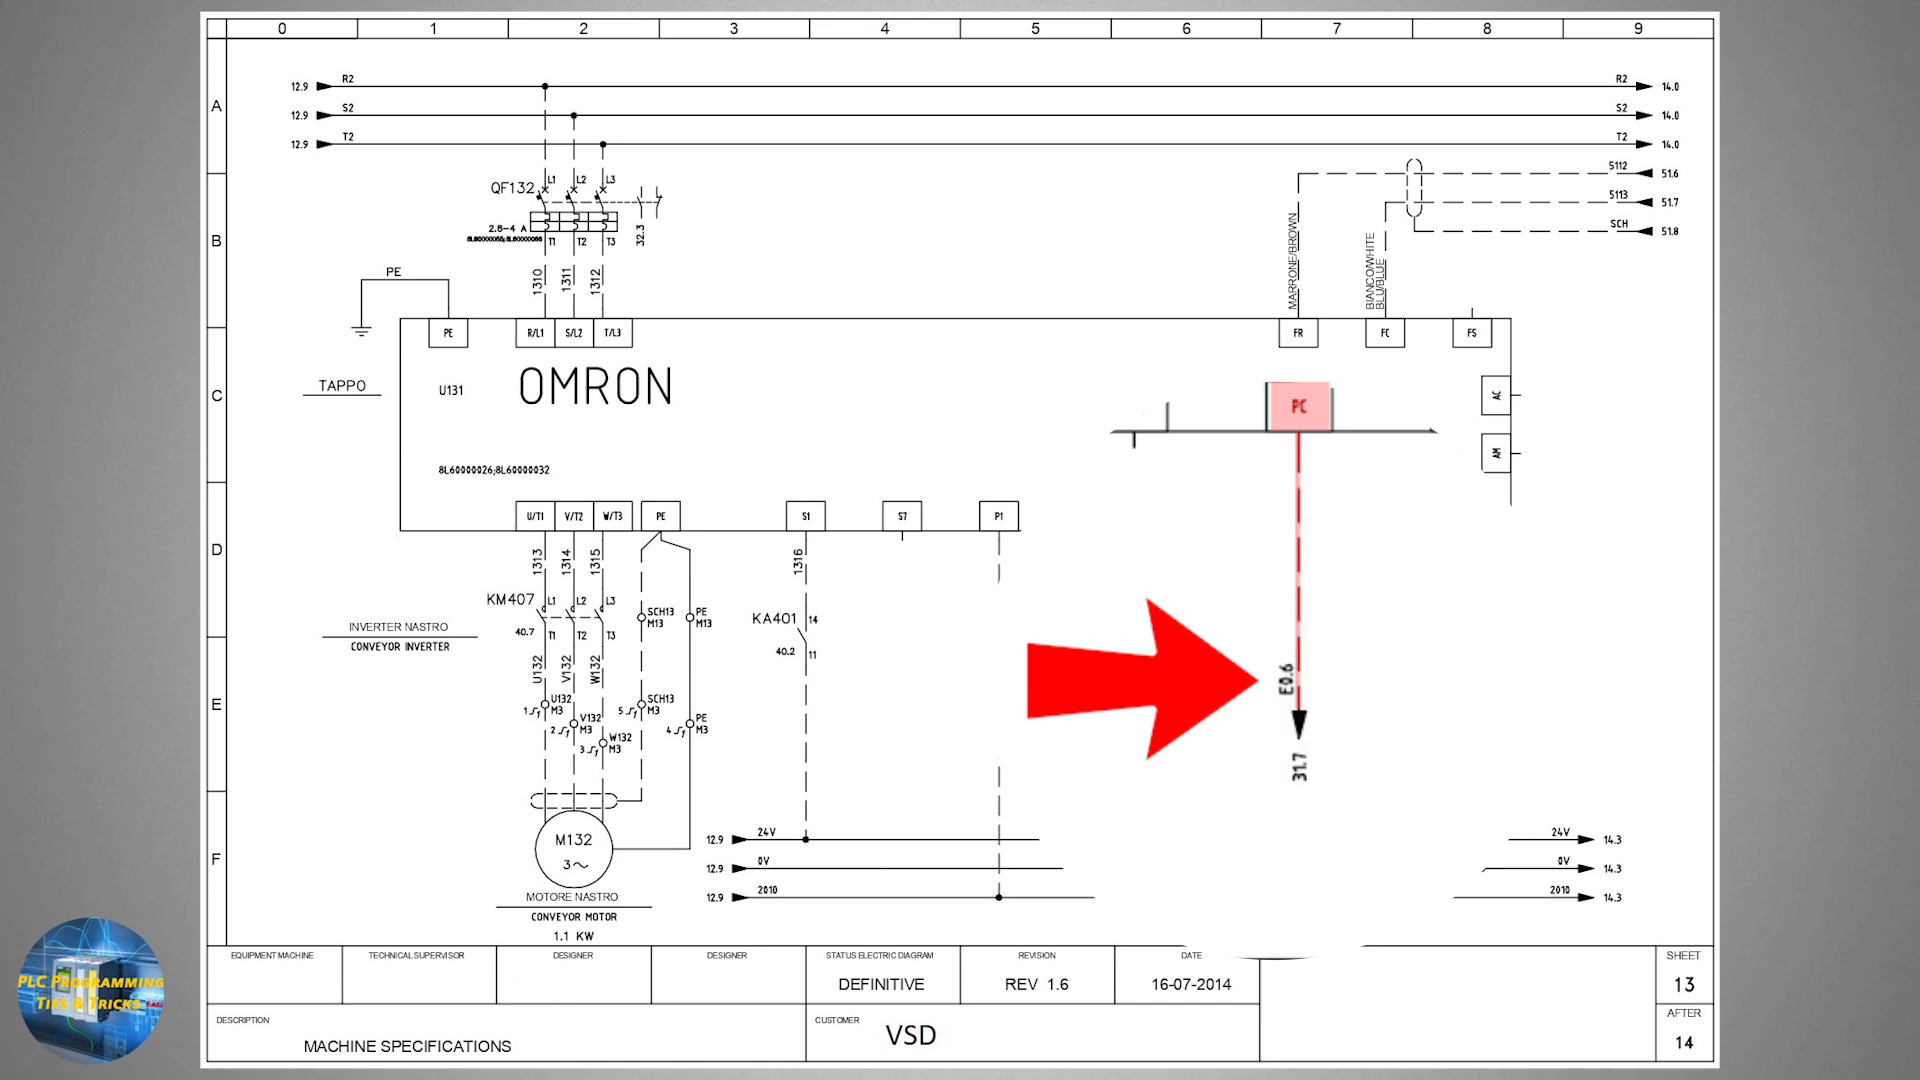 0 1 2 3 4 5 6 7 8 9
A
B
C
D
E
F
12.9 R2 R2 14.0
12.9 S2 S2 14.0
12.9 T2 T2 14.0
5112 51.6
5113 51.7
SCH 51.8
QF132 L1 L2 L3
2.8-4 A
T1 T2 T3
32.3
1310 1311 1312
MARRONE/BROWN
BIANCO/WHITE
BLU/BLUE
PE
PE R/L1 S/L2 T/L3 FR FC FS
TAPPO
U131
OMRON
PC
AC
AM
8L60000026;8L60000032
U/T1 V/T2 W/T3 PE S1 S7 P1
1313 1314 1315 1316
KM407 L1 L2 L3
40.7 T1 T2 T3
SCH13
M13
PE
M13
KA401 14
40.2 11
INVERTER NASTRO
CONVEYOR INVERTER
U132 V132 W132
E0.6
31.7
1 U132
M3
2 V132
M3
3 W132
M3
5 SCH13
M3
4 PE
M3
M132
3~
MOTORE NASTRO
CONVEYOR MOTOR
1.1 KW
12.9 24V 24V 14.3
12.9 0V 0V 14.3
12.9 2010 2010 14.3
EQUIPMENT MACHINE TECHNICAL SUPERVISOR DESIGNER DESIGNER STATUS ELECTRIC DIAGRAM REVISION DATE SHEET
DEFINITIVE REV 1.6 16-07-2014 13
DESCRIPTION CUSTOMER AFTER
MACHINE SPECIFICATIONS VSD 14
PLC PROGRAMMING
TIPS & TRICKS